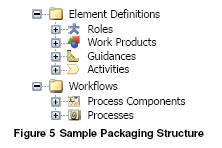 Element Definitions
Roles
Work Products
Guidances
Activities
Workflows
Process Components
Processes
Figure 5 Sample Packaging Structure